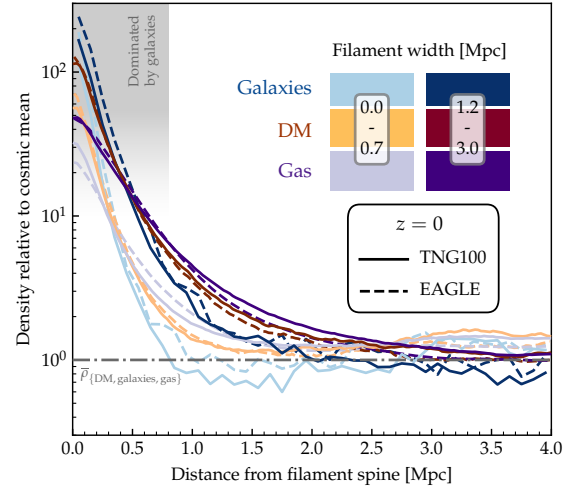 Density relative to cosmic mean
10²
10¹
10⁰
Dominated
by galaxies
Filament width [Mpc]
Galaxies
DM
Gas
0.0
-
0.7
1.2
-
3.0
z = 0
TNG100
EAGLE
ρ̅{DM, galaxies, gas}
0.0 0.5 1.0 1.5 2.0 2.5 3.0 3.5 4.0
Distance from filament spine [Mpc]